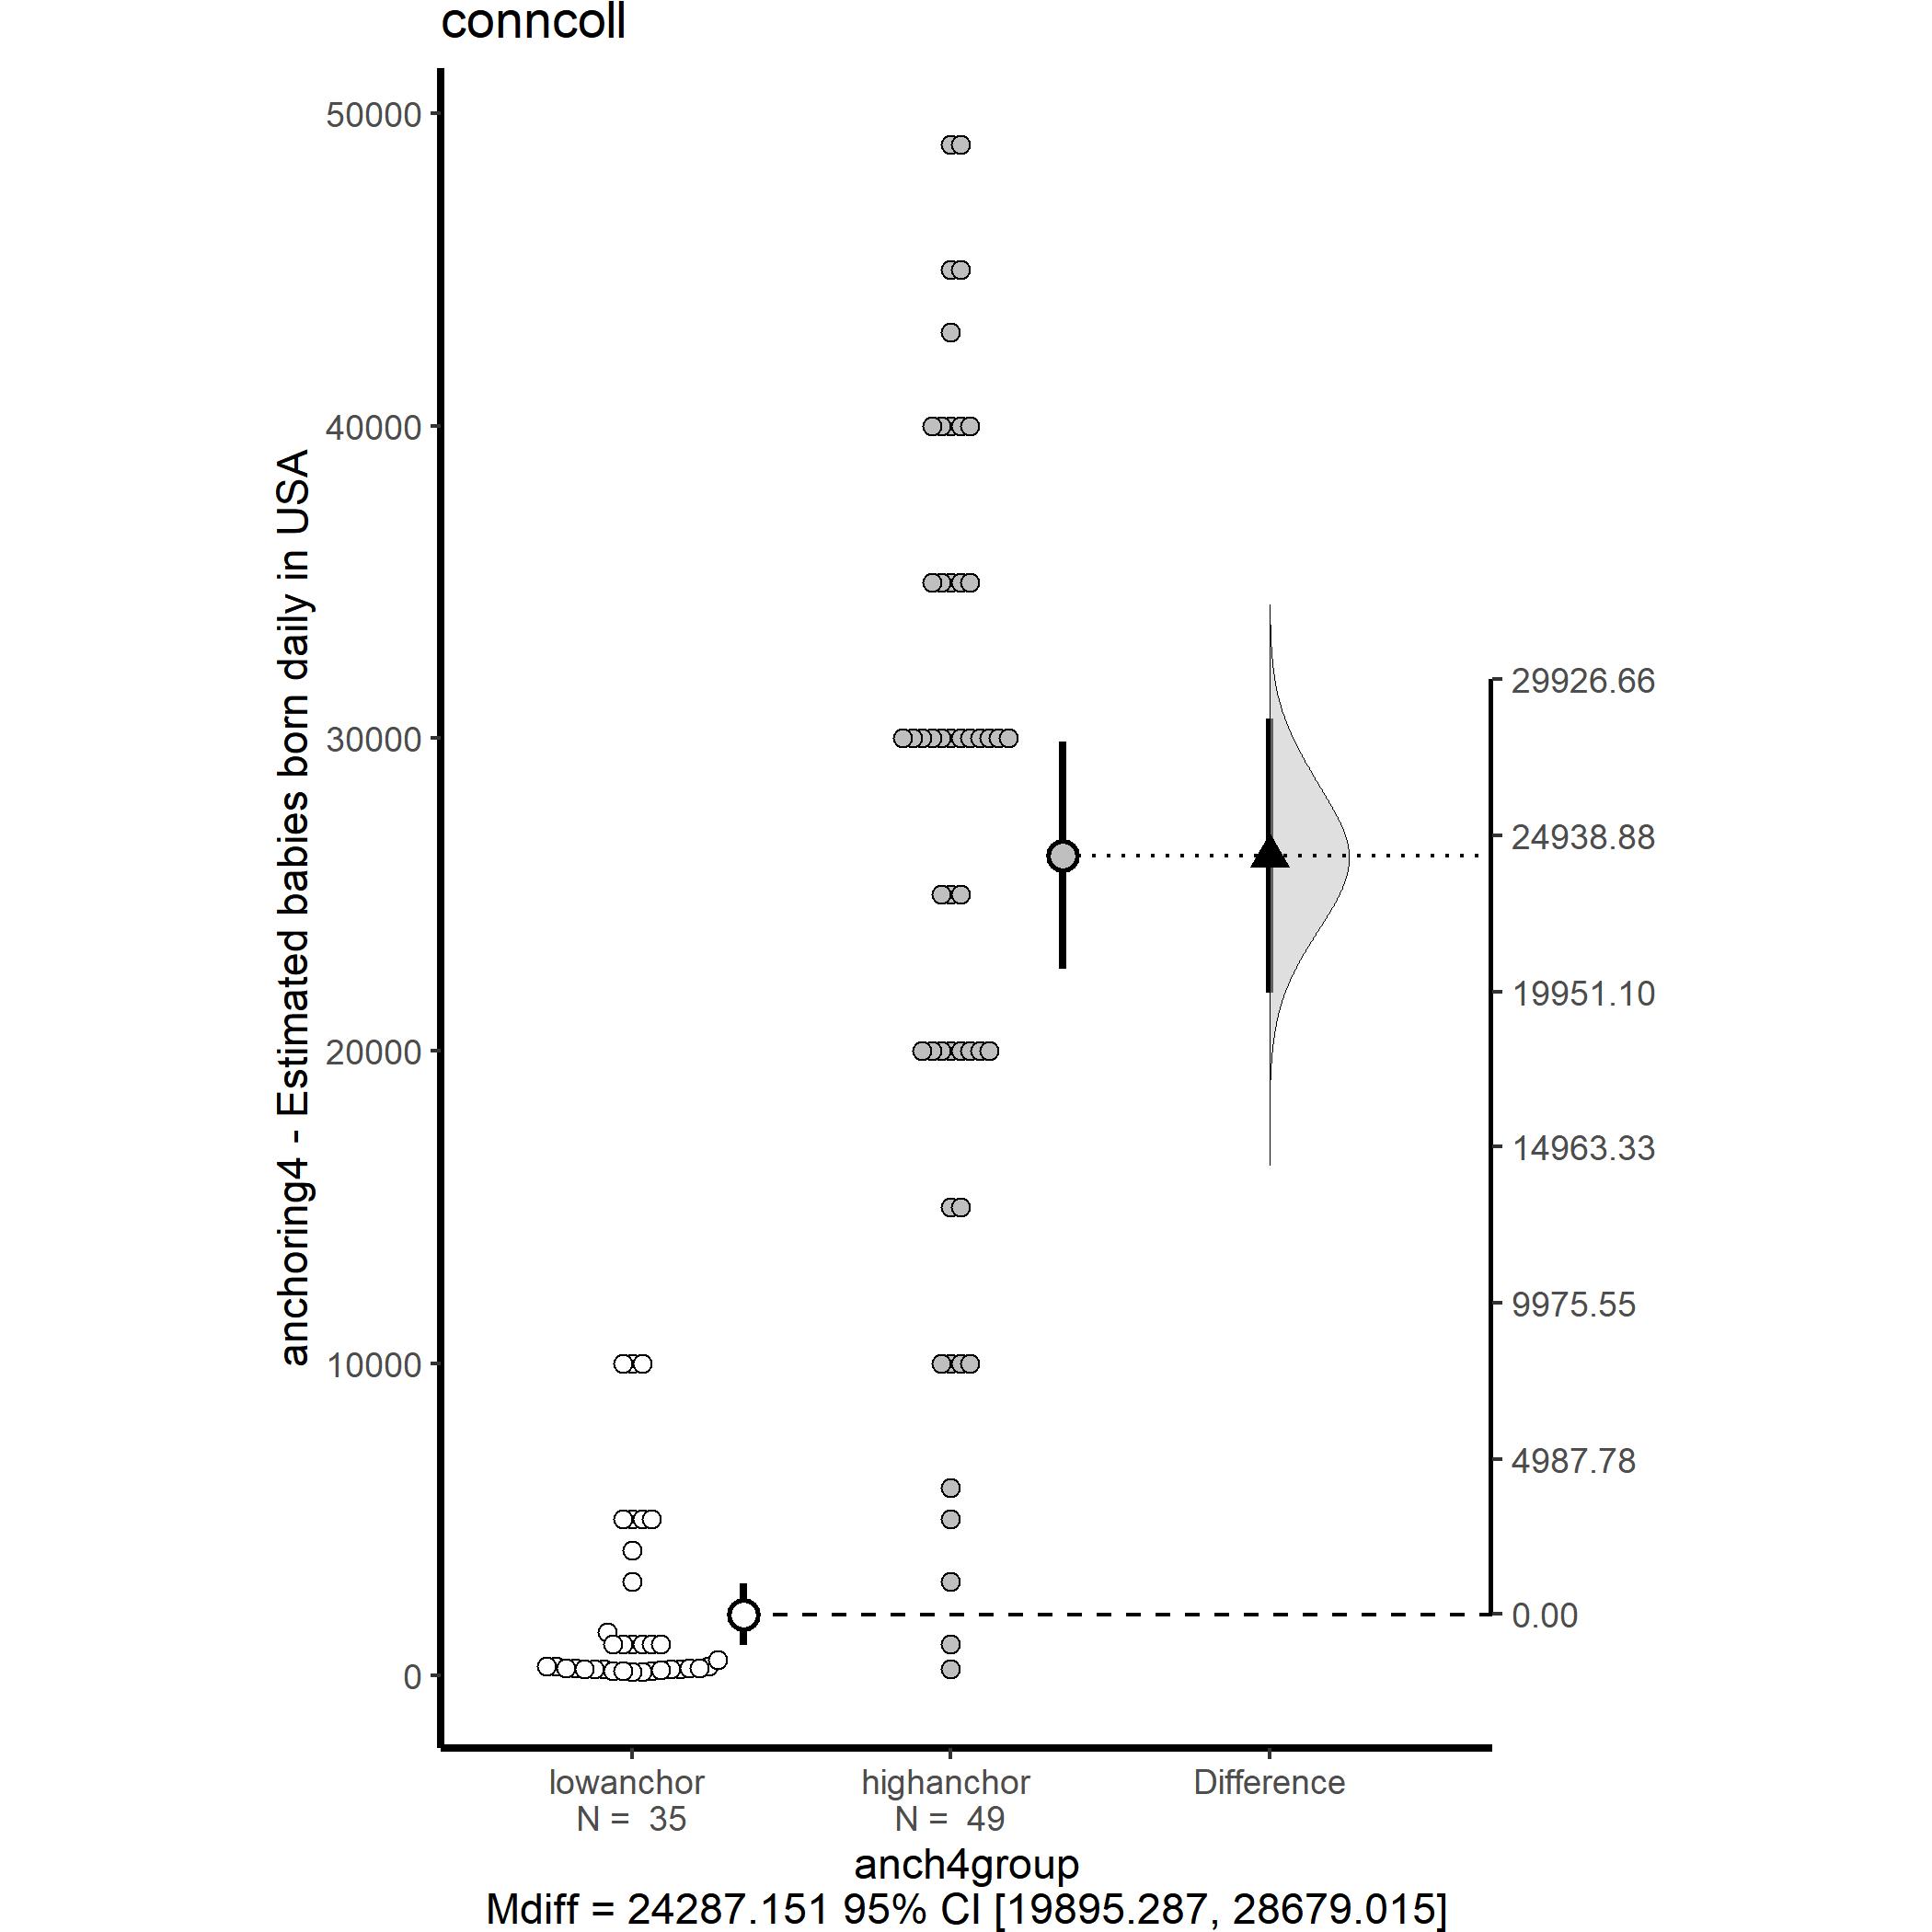 conncoll
50000
40000
30000
20000
10000
0
anchoring4 - Estimated babies born daily in USA
29926.66
24938.88
19951.10
14963.33
9975.55
4987.78
0.00
lowanchor
N =  35
highanchor
N =  49
Difference
anch4group
Mdiff = 24287.151 95% CI [19895.287, 28679.015]